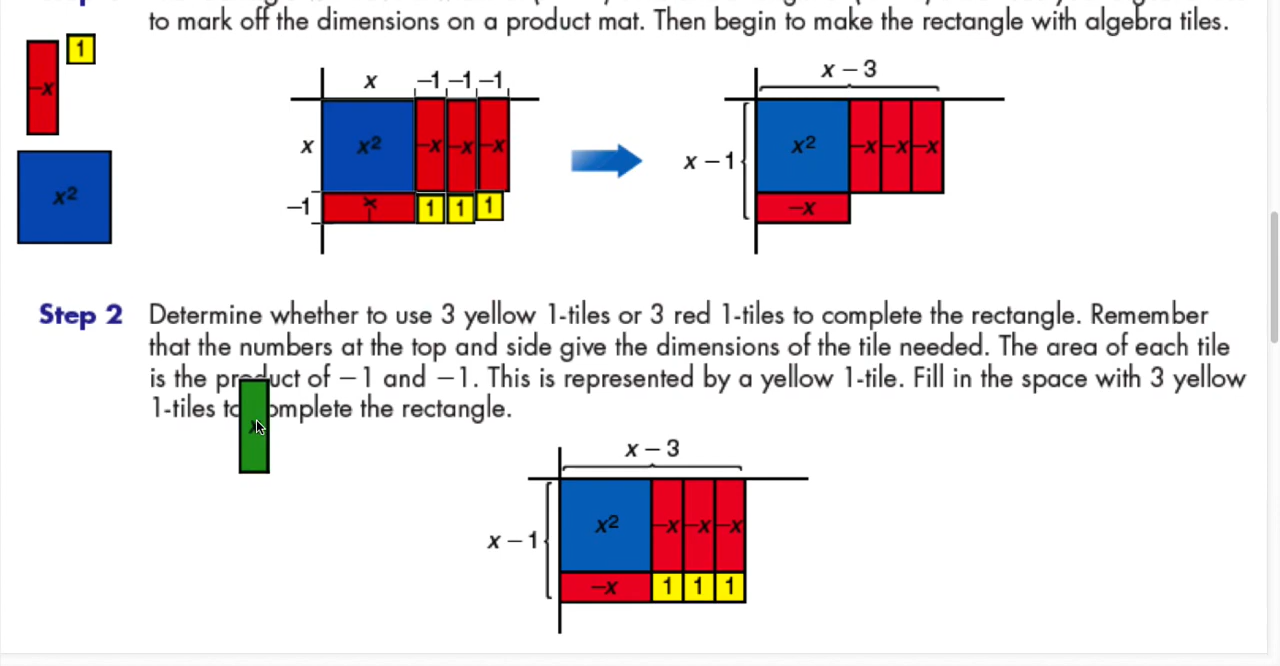 to mark off the dimensions on a product mat. Then begin to make the rectangle with algebra tiles.
1
–x
x²
x –1 –1 –1
x x² –x –x –x
–1 1 1 1
x – 3
x – 1 x² –x –x –x
–x
Step 2 Determine whether to use 3 yellow 1-tiles or 3 red 1-tiles to complete the rectangle. Remember
that the numbers at the top and side give the dimensions of the tile needed. The area of each tile
is the product of –1 and –1. This is represented by a yellow 1-tile. Fill in the space with 3 yellow
1-tiles to complete the rectangle.
x – 3
x – 1 x² –x –x –x
–x 1 1 1